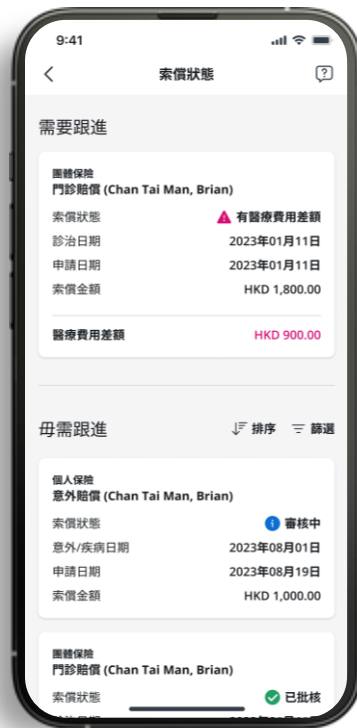 9:41
索償狀態
需要跟進
團體保險
門診賠償 (Chan Tai Man, Brian)
索償狀態 有醫療費用差額
診治日期 2023年01月11日
申請日期 2023年01月11日
索償金額 HKD 1,800.00
醫療費用差額 HKD 900.00
毋需跟進 排序 篩選
個人保險
意外賠償 (Chan Tai Man, Brian)
索償狀態 審核中
意外/疾病日期 2023年08月01日
申請日期 2023年08月19日
索償金額 HKD 1,000.00
團體保險
門診賠償 (Chan Tai Man, Brian)
索償狀態 已批核